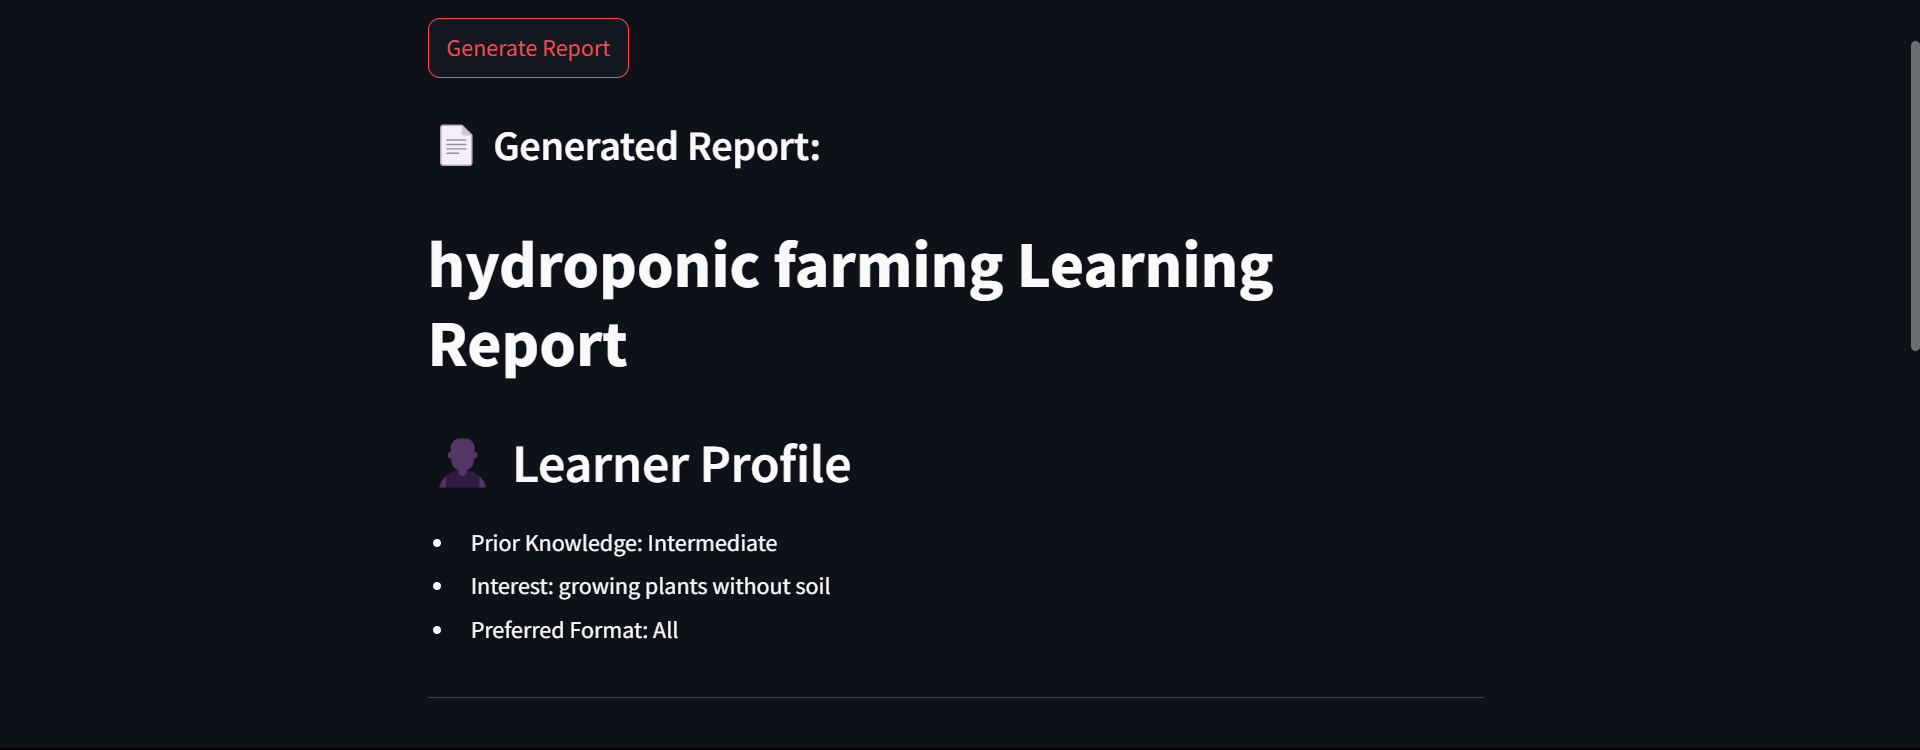 Generate Report
Generated Report:
hydroponic farming Learning
Report
Learner Profile
Prior Knowledge: Intermediate
Interest: growing plants without soil
Preferred Format: All